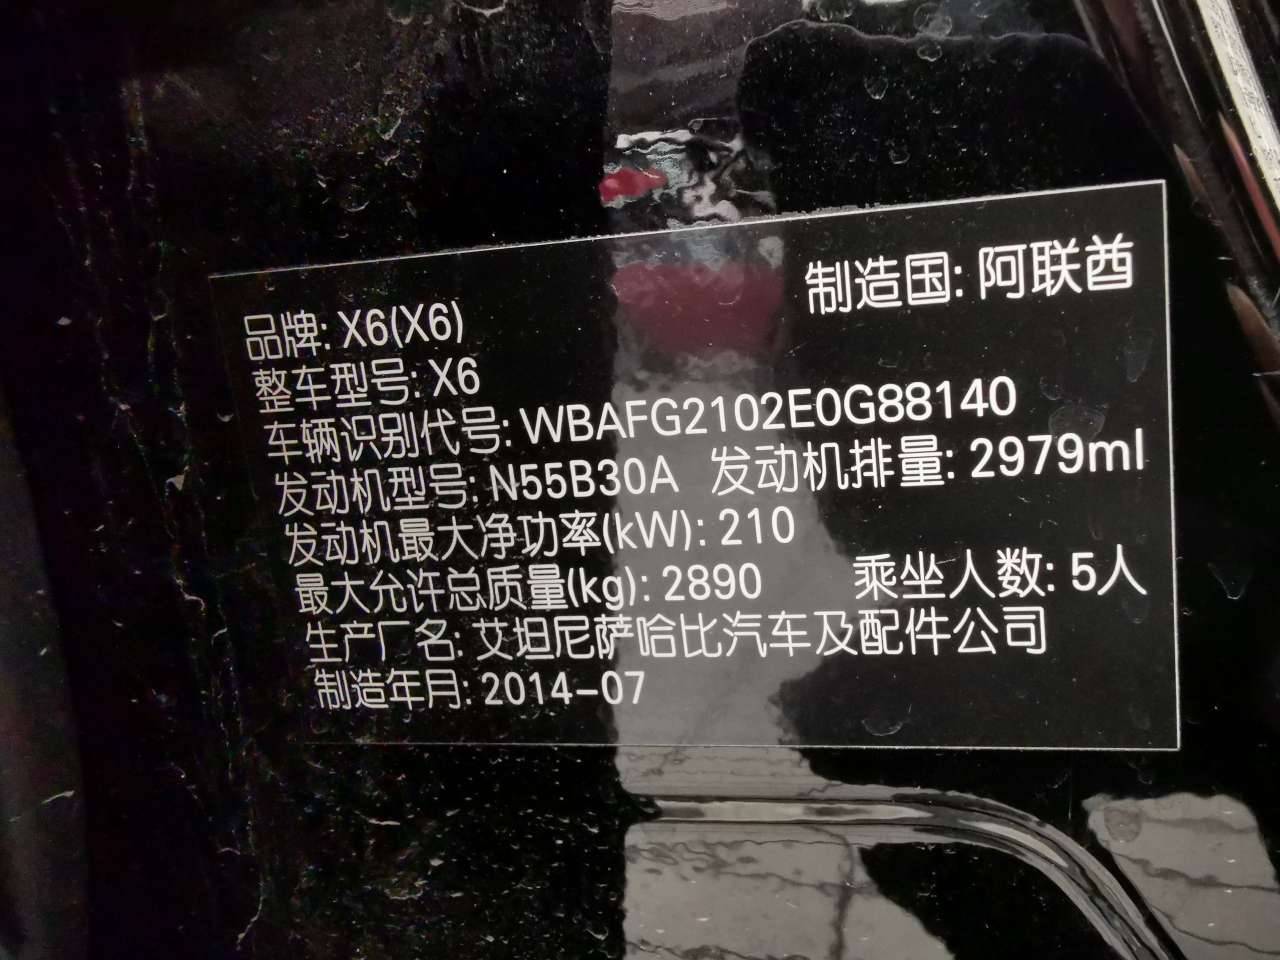 制造国: 阿联酋
品牌: X6(X6)
整车型号: X6
车辆识别代号: WBAFG2102E0G88140
发动机型号: N55B30A 发动机排量: 2979ml
发动机最大净功率(kW): 210
最大允许总质量(kg): 2890 乘坐人数: 5人
生产厂名: 艾坦尼萨哈比汽车及配件公司
制造年月: 2014-07